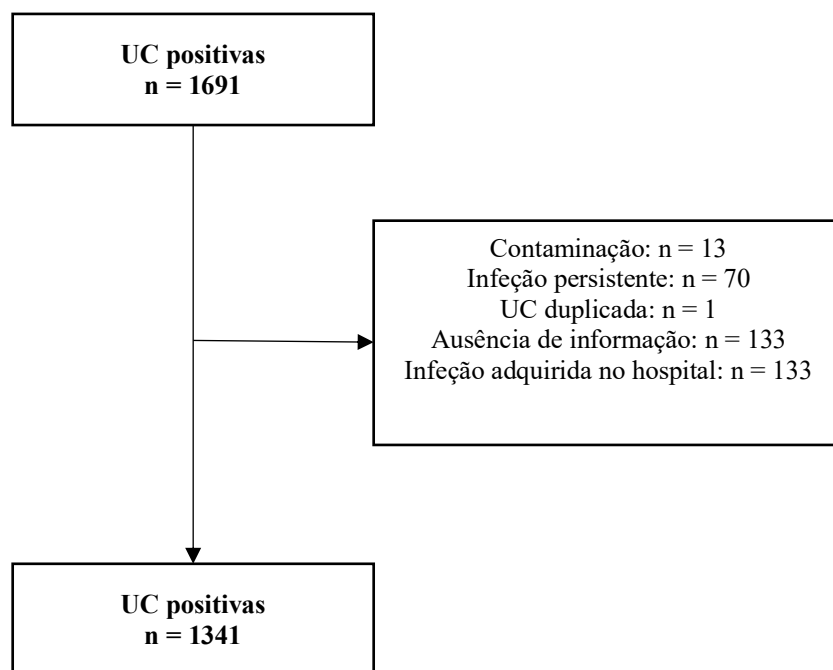 UC positivas
n = 1691
Contaminação: n = 13
Infeção persistente: n = 70
UC duplicada: n = 1
Ausência de informação: n = 133
Infeção adquirida no hospital: n = 133
UC positivas
n = 1341